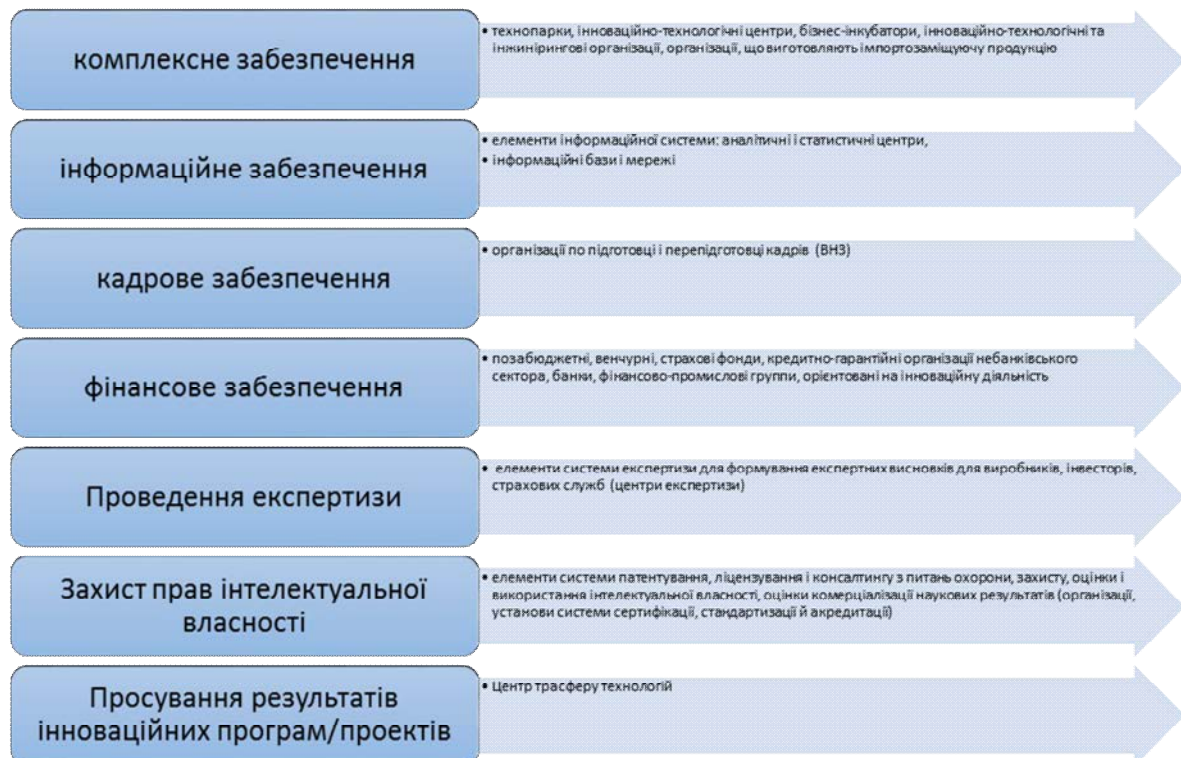 комплексне забезпечення
• технопарки, інноваційно-технологічні центри, бізнес-інкубатори, інноваційно-технологічні та
інжинірингові організації, організації, що виготовляють імпортозаміщуючу продукцію
інформаційне забезпечення
• елементи інформаційної системи: аналітичні і статистичні центри,
• інформаційні бази і мережі
кадрове забезпечення
• організації по підготовці і перепідготовці кадрів (ВНЗ)
фінансове забезпечення
• позабюджетні, венчурні, страхові фонди, кредитно-гарантійні організації небанківського
сектора, банки, фінансово-промислові группи, орієнтовані на інноваційну діяльність
Проведення експертизи
• елементи системи експертизи для формування експертних висновків для виробників, інвесторів,
страхових служб (центри експертизи)
Захист прав інтелектуальної
власності
• елементи системи патентування, ліцензування і консалтингу з питань охорони, захисту, оцінки і
використання інтелектуальної власності, оцінки комерціалізації наукових результатів (організації,
установи системи сертифікації, стандартизації й акредитації)
Просування результатів
інноваційних програм/проектів
• Центр трасферу технологій